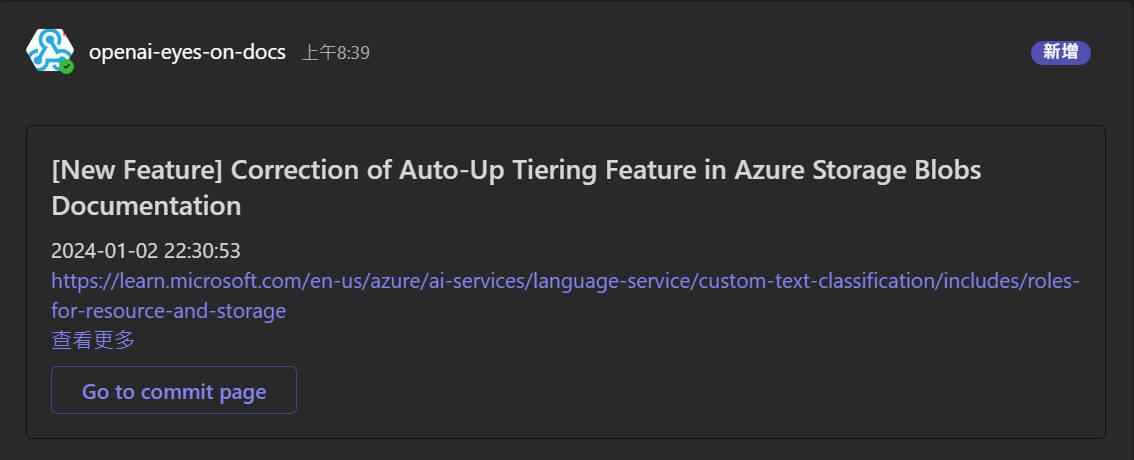 openai-eyes-on-docs 上午8:39
新增
[New Feature] Correction of Auto-Up Tiering Feature in Azure Storage Blobs
Documentation
2024-01-02 22:30:53
https://learn.microsoft.com/en-us/azure/ai-services/language-service/custom-text-classification/includes/roles-
for-resource-and-storage
查看更多
Go to commit page